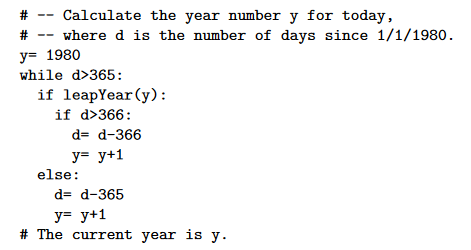 # -- Calculate the year number y for today,
# -- where d is the number of days since 1/1/1980.
y= 1980
while d>365:
  if leapYear(y):
    if d>366:
      d= d-366
      y= y+1
  else:
    d= d-365
    y= y+1
# The current year is y.